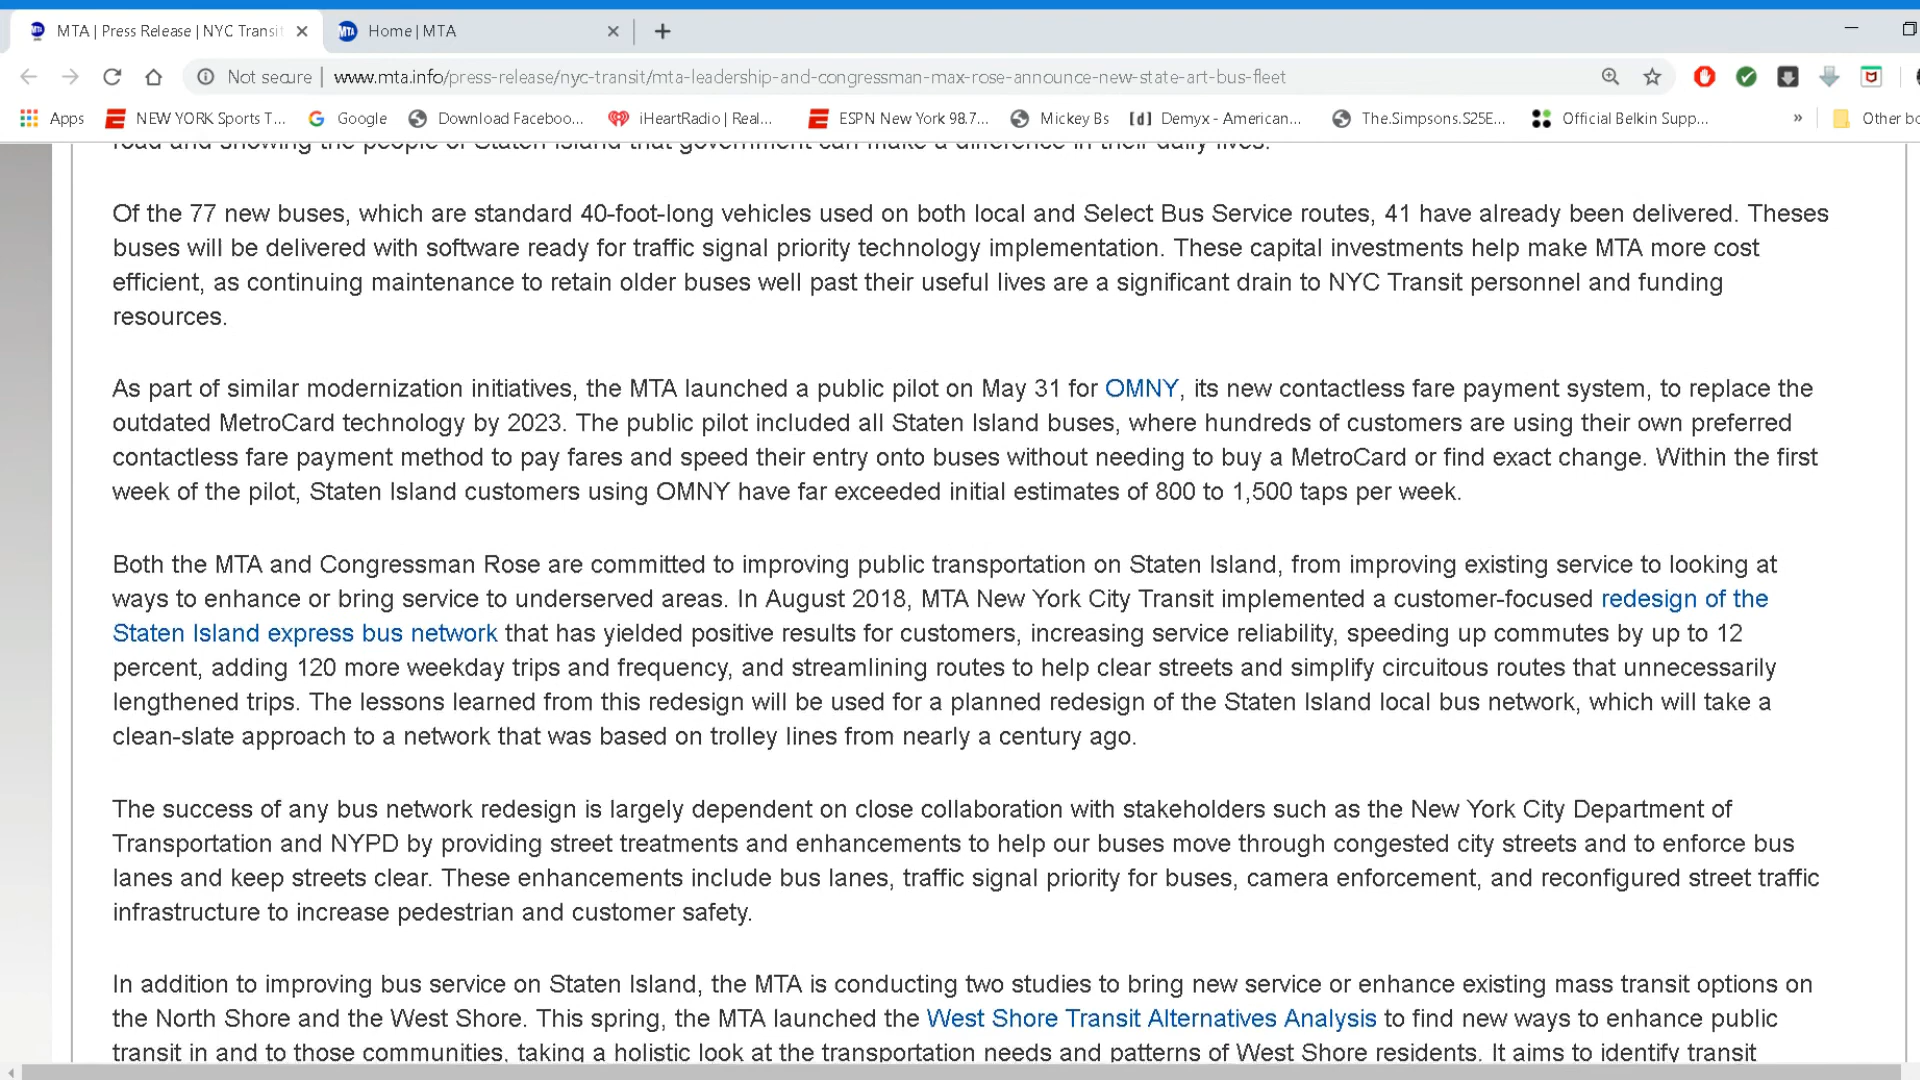 MTA | Press Release | NYC Transit
Home | MTA
Not secure | www.mta.info/press-release/nyc-transit/mta-leadership-and-congressman-max-rose-announce-new-state-art-bus-fleet
Apps NEW YORK Sports T... Google Download Faceboo... iHeartRadio | Real... ESPN New York 98.7... Mickey Bs [d] Demyx - American... The.Simpsons.S25E... Official Belkin Supp... » Other bo
road and showing the people of Staten Island that government can make a difference in their daily lives.
Of the 77 new buses, which are standard 40-foot-long vehicles used on both local and Select Bus Service routes, 41 have already been delivered. Theses
buses will be delivered with software ready for traffic signal priority technology implementation. These capital investments help make MTA more cost
efficient, as continuing maintenance to retain older buses well past their useful lives are a significant drain to NYC Transit personnel and funding
resources.
As part of similar modernization initiatives, the MTA launched a public pilot on May 31 for OMNY, its new contactless fare payment system, to replace the
outdated MetroCard technology by 2023. The public pilot included all Staten Island buses, where hundreds of customers are using their own preferred
contactless fare payment method to pay fares and speed their entry onto buses without needing to buy a MetroCard or find exact change. Within the first
week of the pilot, Staten Island customers using OMNY have far exceeded initial estimates of 800 to 1,500 taps per week.
Both the MTA and Congressman Rose are committed to improving public transportation on Staten Island, from improving existing service to looking at
ways to enhance or bring service to underserved areas. In August 2018, MTA New York City Transit implemented a customer-focused redesign of the
Staten Island express bus network that has yielded positive results for customers, increasing service reliability, speeding up commutes by up to 12
percent, adding 120 more weekday trips and frequency, and streamlining routes to help clear streets and simplify circuitous routes that unnecessarily
lengthened trips. The lessons learned from this redesign will be used for a planned redesign of the Staten Island local bus network, which will take a
clean-slate approach to a network that was based on trolley lines from nearly a century ago.
The success of any bus network redesign is largely dependent on close collaboration with stakeholders such as the New York City Department of
Transportation and NYPD by providing street treatments and enhancements to help our buses move through congested city streets and to enforce bus
lanes and keep streets clear. These enhancements include bus lanes, traffic signal priority for buses, camera enforcement, and reconfigured street traffic
infrastructure to increase pedestrian and customer safety.
In addition to improving bus service on Staten Island, the MTA is conducting two studies to bring new service or enhance existing mass transit options on
the North Shore and the West Shore. This spring, the MTA launched the West Shore Transit Alternatives Analysis to find new ways to enhance public
transit in and to those communities, taking a holistic look at the transportation needs and patterns of West Shore residents. It aims to identify transit